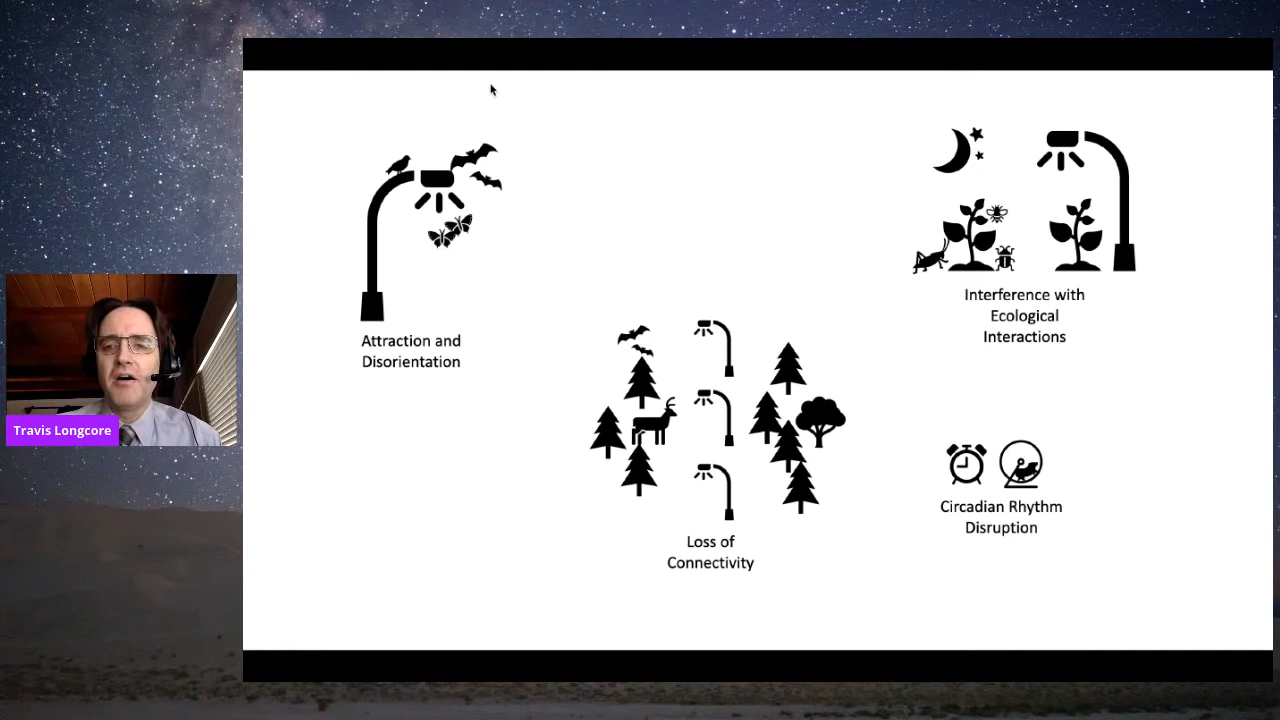 Attraction and
Disorientation
Interference with
Ecological
Interactions
Travis Longcore
Circadian Rhythm
Disruption
Loss of
Connectivity